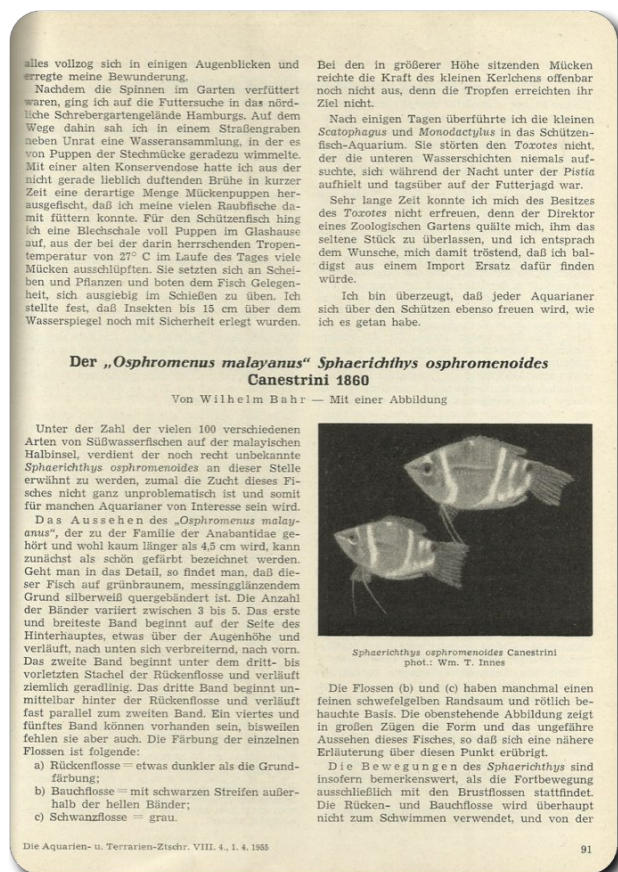 alles vollzog sich in einigen Augenblicken und
erregte meine Bewunderung.
Nachdem die Spinnen im Garten verfüttert
waren, ging ich auf die Futtersuche in das nörd-
liche Schrebergartengelände Hamburgs. Auf dem
Wege dahin sah ich in einem Straßengraben
neben Unrat eine Wasseransammlung, in der es
von Puppen der Stechmücke geradezu wimmelte.
Mit einer alten Konservendose hatte ich aus der
nicht gerade lieblich duftenden Brühe in kurzer
Zeit eine derartige Menge Mückenpuppen her-
ausgefischt, daß ich meine vielen Raubfische da-
mit füttern konnte. Für den Schützenfisch hing
ich eine Blechschale voll Puppen im Glashause
auf, aus der bei der darin herrschenden Tropen-
temperatur von 27° C im Laufe des Tages viele
Mücken ausschlüpften. Sie setzten sich an Schei-
ben und Pflanzen und boten dem Fisch Gelegen-
heit, sich ausgiebig im Schießen zu üben. Ich
stellte fest, daß Insekten bis 15 cm über dem
Wasserspiegel noch mit Sicherheit erlegt wurden.
Bei den in größerer Höhe sitzenden Mücken
reichte die Kraft des kleinen Kerlchens offenbar
noch nicht aus, denn die Tropfen erreichten ihr
Ziel nicht.
Nach einigen Tagen überführte ich die kleinen
Scatophagus und Monodactylus in das Schützen-
fisch-Aquarium. Sie störten den Toxotes nicht,
der die unteren Wasserschichten niemals auf-
suchte, sich während der Nacht unter der Pistia
aufhielt und tagsüber auf der Futterjagd war.
Sehr lange Zeit konnte ich mich des Besitzes
des Toxotes nicht erfreuen, denn der Direktor
eines Zoologischen Gartens quälte mich, ihm das
seltene Stück zu überlassen, und ich entsprach
dem Wunsche, mich damit tröstend, daß ich bal-
digst aus einem Import Ersatz dafür finden
würde.
Ich bin überzeugt, daß jeder Aquarianer
sich über den Schützen ebenso freuen wird, wie
ich es getan habe.
Der „Osphromenus malayanus“ Sphaerichthys osphromenoides
Canestrini 1860
Von Wilhelm Bahr — Mit einer Abbildung
Unter der Zahl der vielen 100 verschiedenen
Arten von Süßwasserfischen auf der malayischen
Halbinsel, verdient der noch recht unbekannte
Sphaerichthys osphromenoides an dieser Stelle
erwähnt zu werden, zumal die Zucht dieses Fi-
sches nicht ganz unproblematisch ist und somit
für manchen Aquarianer von Interesse sein wird.
Das Aussehen des „Osphromenus malay-
anus“, der zu der Familie der Anabantidae ge-
hört und wohl kaum länger als 4,5 cm wird, kann
zunächst als schön gefärbt bezeichnet werden.
Geht man in das Detail, so findet man, daß die-
ser Fisch auf grünbraunem, messingglänzendem
Grund silberweiß quergebändert ist. Die Anzahl
der Bänder variiert zwischen 3 bis 5. Das erste
und breiteste Band beginnt auf der Seite des
Hinterhauptes, etwas über der Augenhöhe und
verläuft, nach unten sich verbreiternd, nach vorn.
Das zweite Band beginnt unter dem dritt- bis
vorletzten Stachel der Rückenflosse und verläuft
ziemlich geradlinig. Das dritte Band beginnt un-
mittelbar hinter der Rückenflosse und verläuft
fast parallel zum zweiten Band. Ein viertes und
fünftes Band können vorhanden sein, bisweilen
fehlen sie aber auch. Die Färbung der einzelnen
Flossen ist folgende:
a) Rückenflosse = etwas dunkler als die Grund-
färbung;
b) Bauchflosse = mit schwarzen Streifen außer-
halb der hellen Bänder;
c) Schwanzflosse = grau.
Sphaerichthys osphromenoides Canestrini
phot.: Wm. T. Innes
Die Flossen (b) und (c) haben manchmal einen
feinen schwefelgelben Randsaum und rötlich be-
hauchte Basis. Die obenstehende Abbildung zeigt
in großen Zügen die Form und das ungefähre
Aussehen dieses Fisches, so daß sich eine nähere
Erläuterung über diesen Punkt erübrigt.
Die Bewegungen des Sphaerichthys sind
insofern bemerkenswert, als die Fortbewegung
ausschließlich mit den Brustflossen stattfindet.
Die Rücken- und Bauchflosse wird überhaupt
nicht zum Schwimmen verwendet, und von der
Die Aquarien- u. Terrarien-Ztschr. VIII. 4., 1. 4. 1955
91